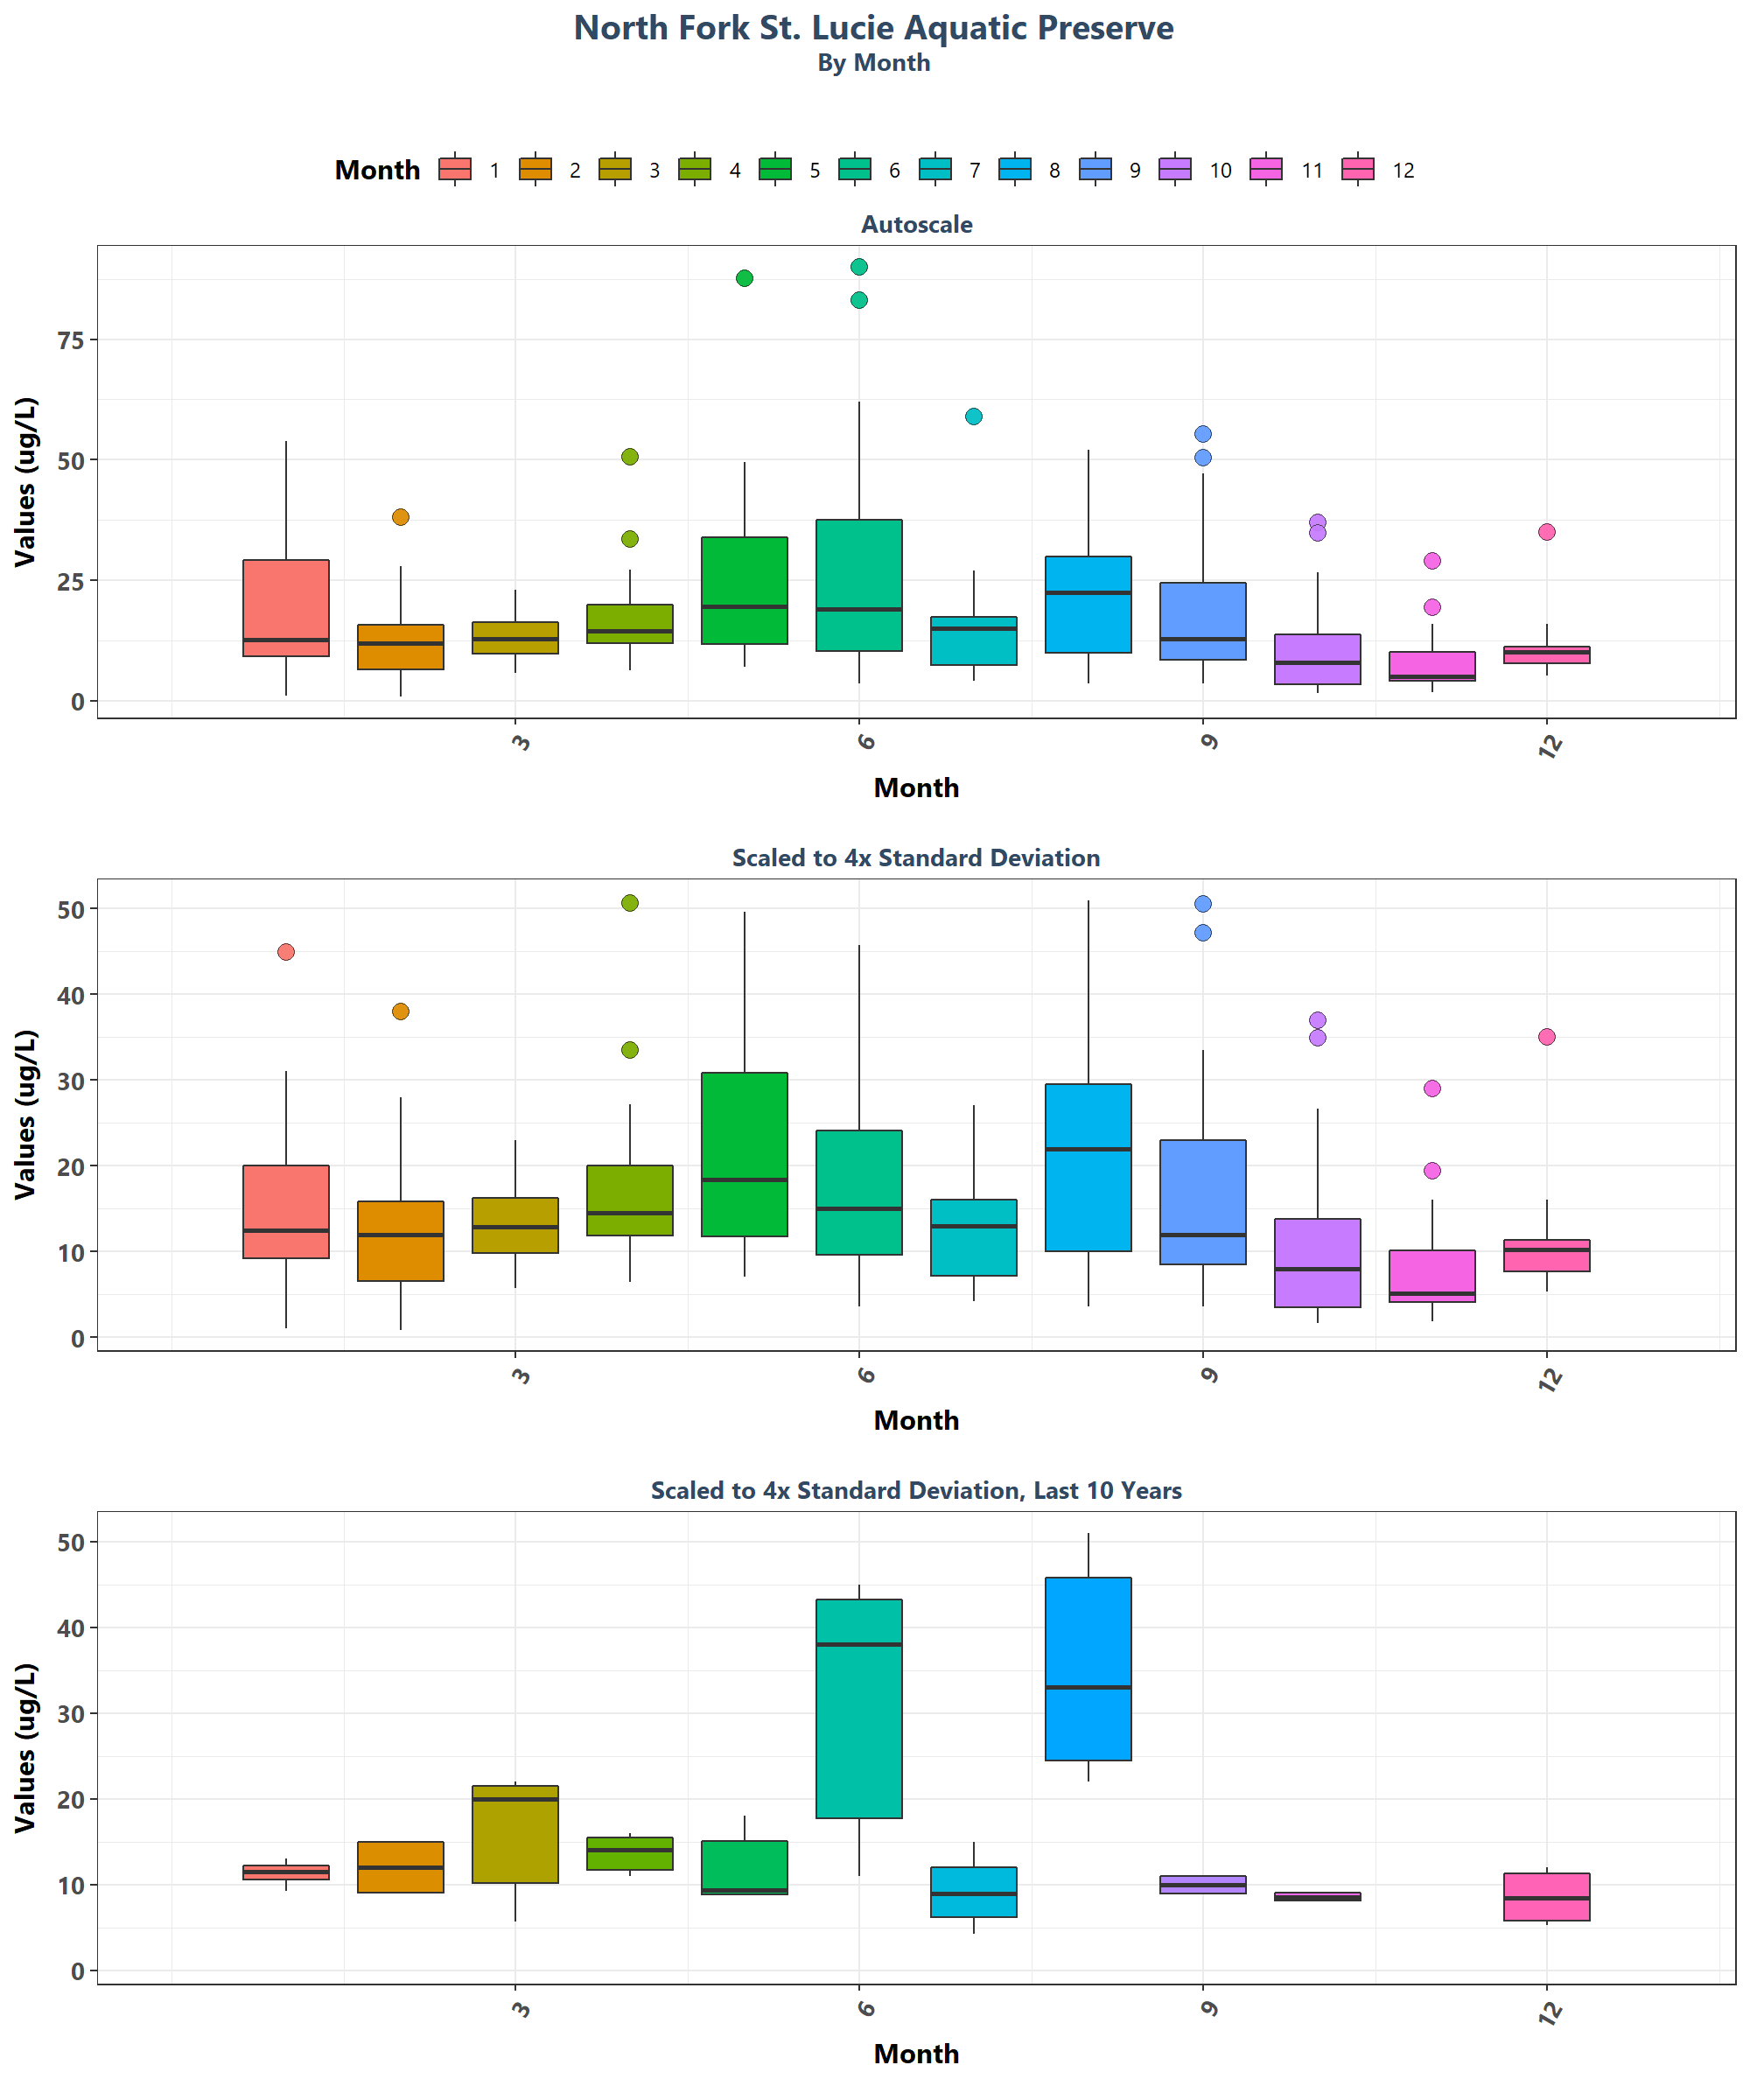 North Fork St. Lucie Aquatic Preserve
By Month
Month 1 2 3 4 5 6 7 8 9 10 11 12
Autoscale
Values (ug/L)
75
50
25
0
3 6 9 12
Month
Scaled to 4x Standard Deviation
Values (ug/L)
50
40
30
20
10
0
3 6 9 12
Month
Scaled to 4x Standard Deviation, Last 10 Years
Values (ug/L)
50
40
30
20
10
0
3 6 9 12
Month